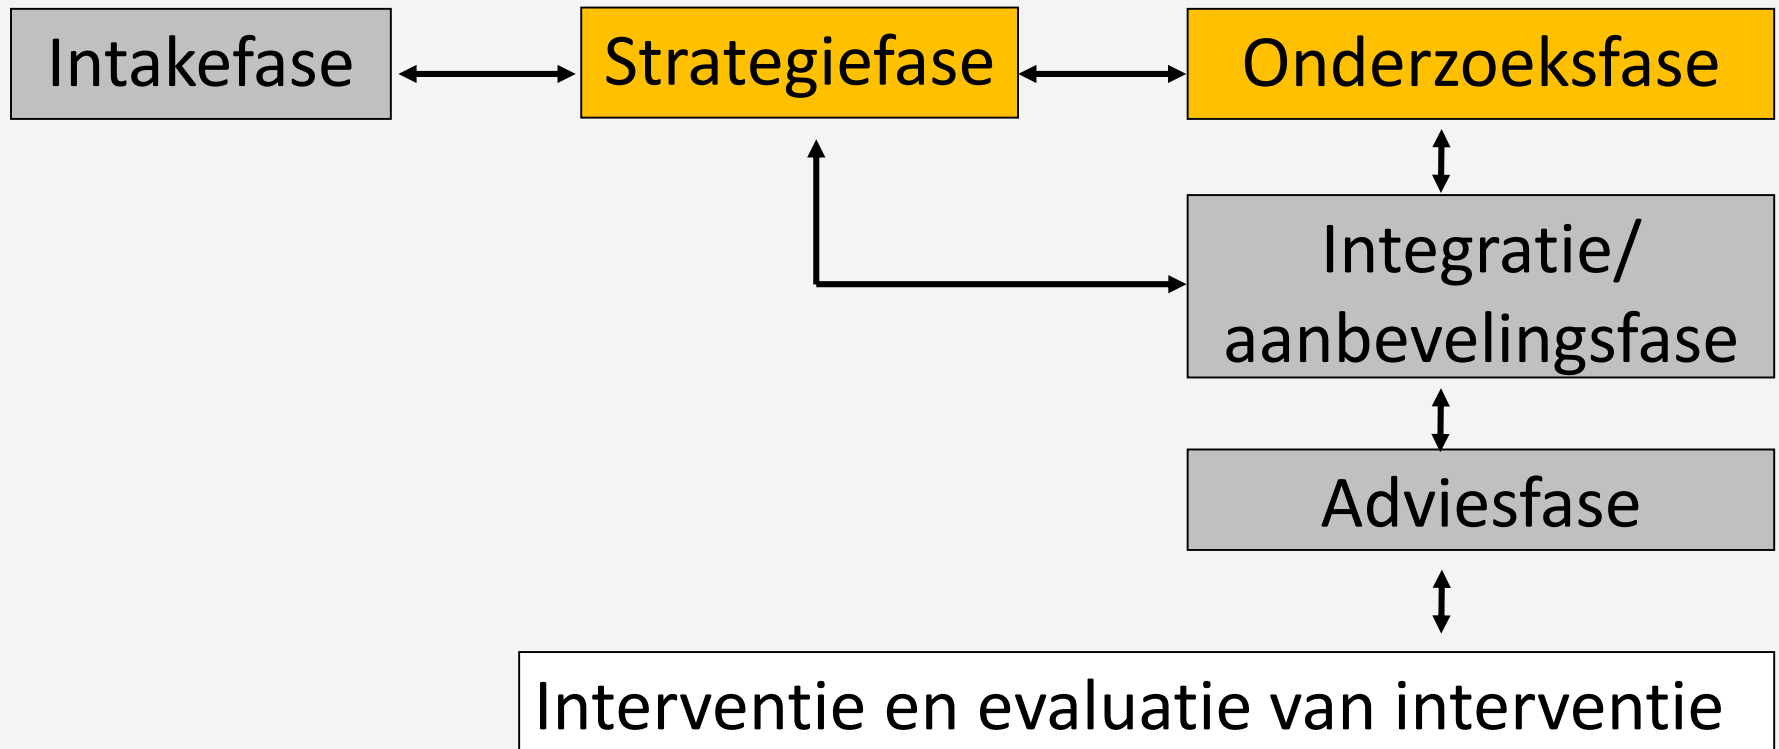 Intakefase
Strategiefase
Onderzoeksfase
Integratie/
aanbevelingsfase
Adviesfase
Interventie en evaluatie van interventie